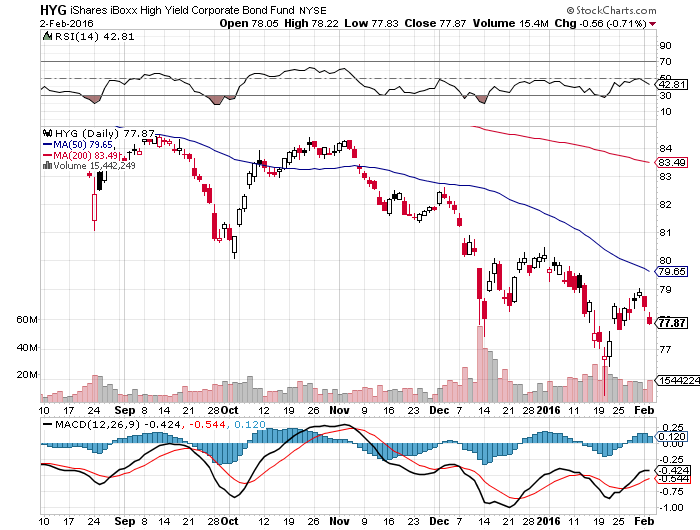 HYG iShares iBoxx High Yield Corporate Bond Fund NYSE © StockCharts.com
2-Feb-2016 Open 78.05 High 78.22 Low 77.83 Close 77.87 Volume 15.4M Chg -0.56 (-0.71%)
RSI(14) 42.81
90
70
50
42.81
30
10
HYG (Daily) 77.87
MA(50) 79.65
MA(200) 83.49
Volume 15,442,249
84
83.49
83
82
81
80
79.65
79
78
77.87
77
60M
40M
20M
1544224
10 17 24 Sep 8 14 21 28 Oct 12 19 26 Nov 9 16 23 Dec 7 14 21 28 2016 11 19 25 Feb
MACD(12,26,9) -0.424, -0.544, 0.120
0.25
0.120
-0.25
-0.424
-0.544
-0.75
-1.00
10 17 24 Sep 8 14 21 28 Oct 12 19 26 Nov 9 16 23 Dec 7 14 21 28 2016 11 19 25 Feb